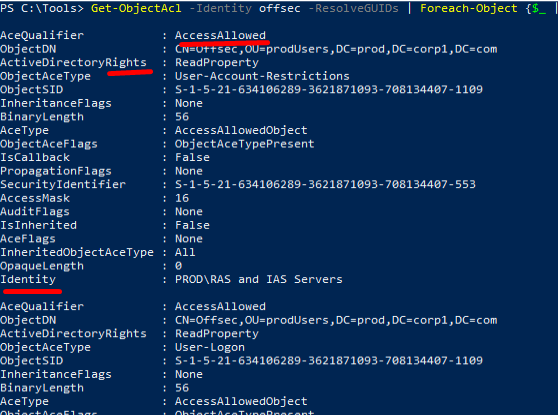 PS C:\Tools> Get-ObjectAcl -Identity offsec -ResolveGUIDs | Foreach-Object {$_
AceQualifier : AccessAllowed
ObjectDN : CN=Offsec,OU=prodUsers,DC=prod,DC=corp1,DC=com
ActiveDirectoryRights : ReadProperty
ObjectAceType : User-Account-Restrictions
ObjectSID : S-1-5-21-634106289-3621871093-708134407-1109
InheritanceFlags : None
BinaryLength : 56
AceType : AccessAllowedObject
ObjectAceFlags : ObjectAceTypePresent
IsCallback : False
PropagationFlags : None
SecurityIdentifier : S-1-5-21-634106289-3621871093-708134407-553
AccessMask : 16
AuditFlags : None
IsInherited : False
AceFlags : None
InheritedObjectAceType : All
OpaqueLength : 0
Identity : PROD\RAS and IAS Servers
AceQualifier : AccessAllowed
ObjectDN : CN=Offsec,OU=prodUsers,DC=prod,DC=corp1,DC=com
ActiveDirectoryRights : ReadProperty
ObjectAceType : User-Logon
ObjectSID : S-1-5-21-634106289-3621871093-708134407-1109
InheritanceFlags : None
BinaryLength : 56
AceType : AccessAllowedObject
ObjectAceFlags : ObjectAceTypePresent